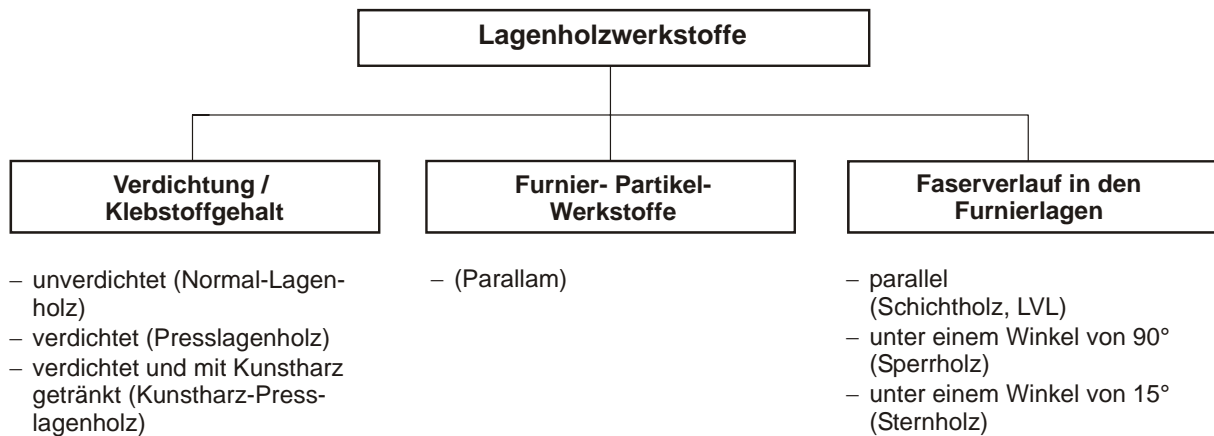 Lagenholzwerkstoffe
Verdichtung /
Klebstoffgehalt
– unverdichtet (Normal-Lagen-
holz)
– verdichtet (Presslagenholz)
– verdichtet und mit Kunstharz
getränkt (Kunstharz-Press-
lagenholz)
Furnier- Partikel-
Werkstoffe
– (Parallam)
Faserverlauf in den
Furnierlagen
– parallel
(Schichtholz, LVL)
– unter einem Winkel von 90°
(Sperrholz)
– unter einem Winkel von 15°
(Sternholz)